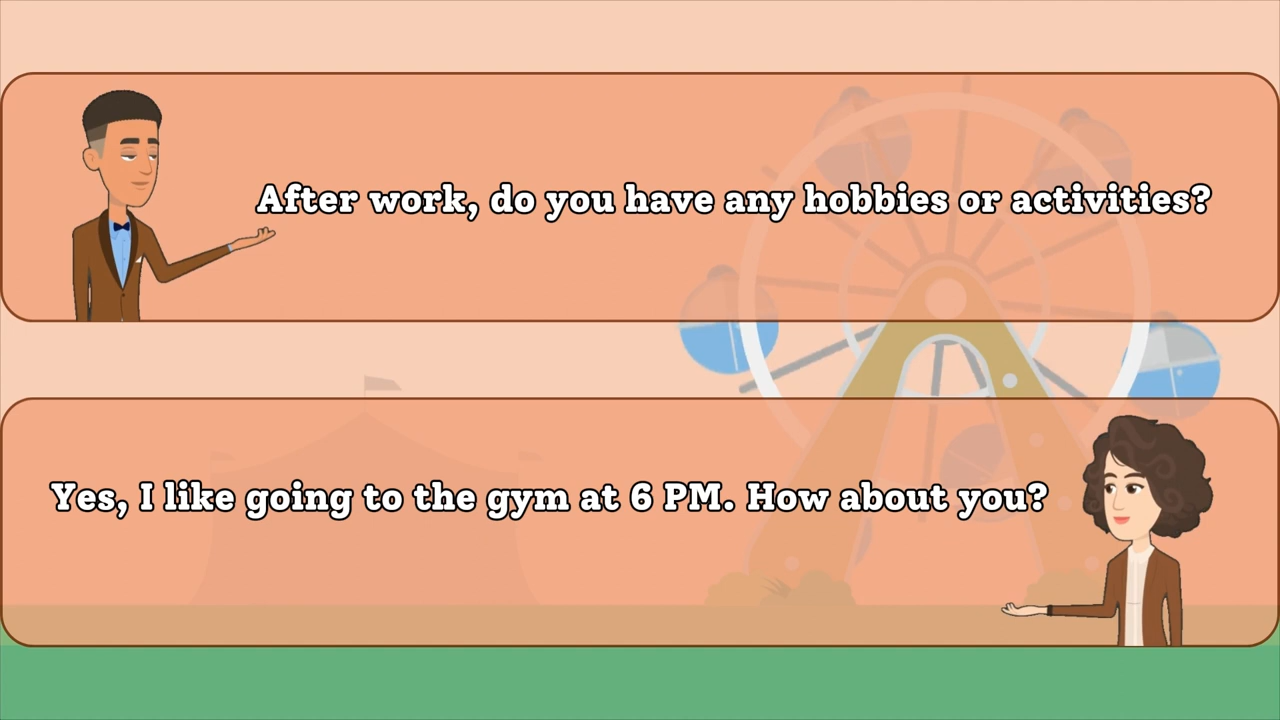 After work, do you have any hobbies or activities?
Yes, I like going to the gym at 6 PM. How about you?